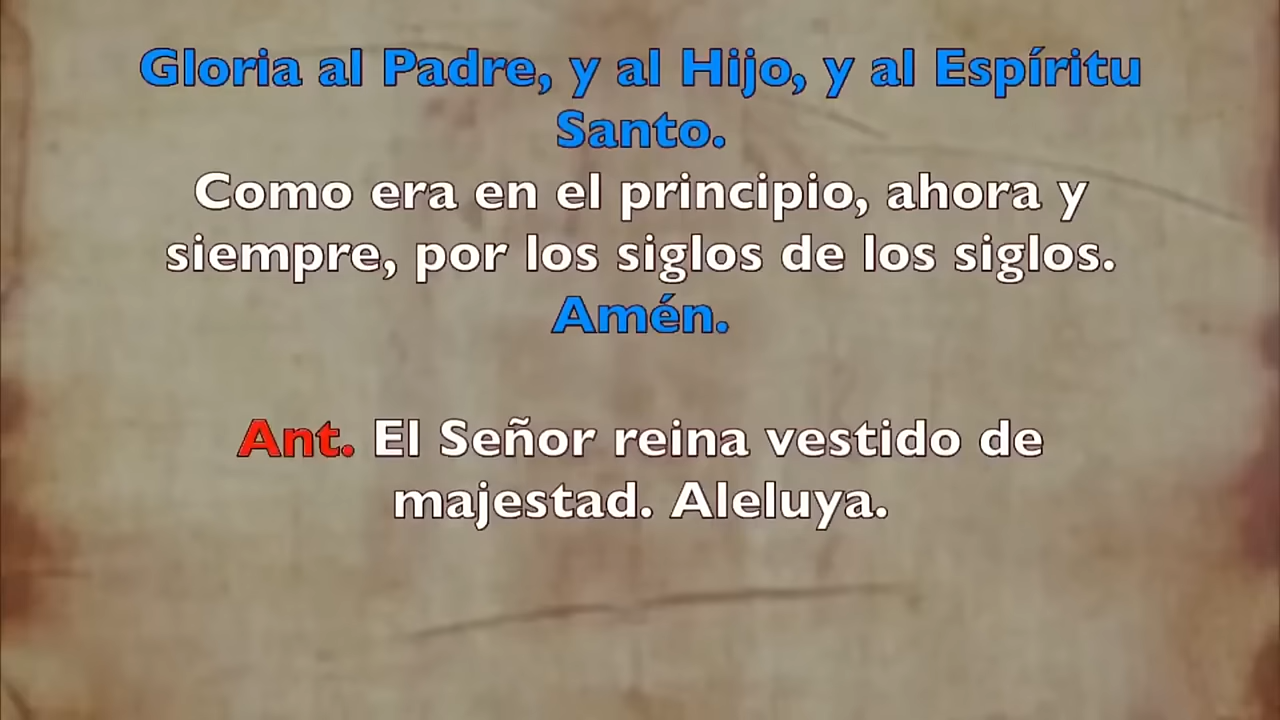 Gloria al Padre, y al Hijo, y al Espíritu
Santo.
Como era en el principio, ahora y
siempre, por los siglos de los siglos.
Amén.
Ant. El Señor reina vestido de
majestad. Aleluya.